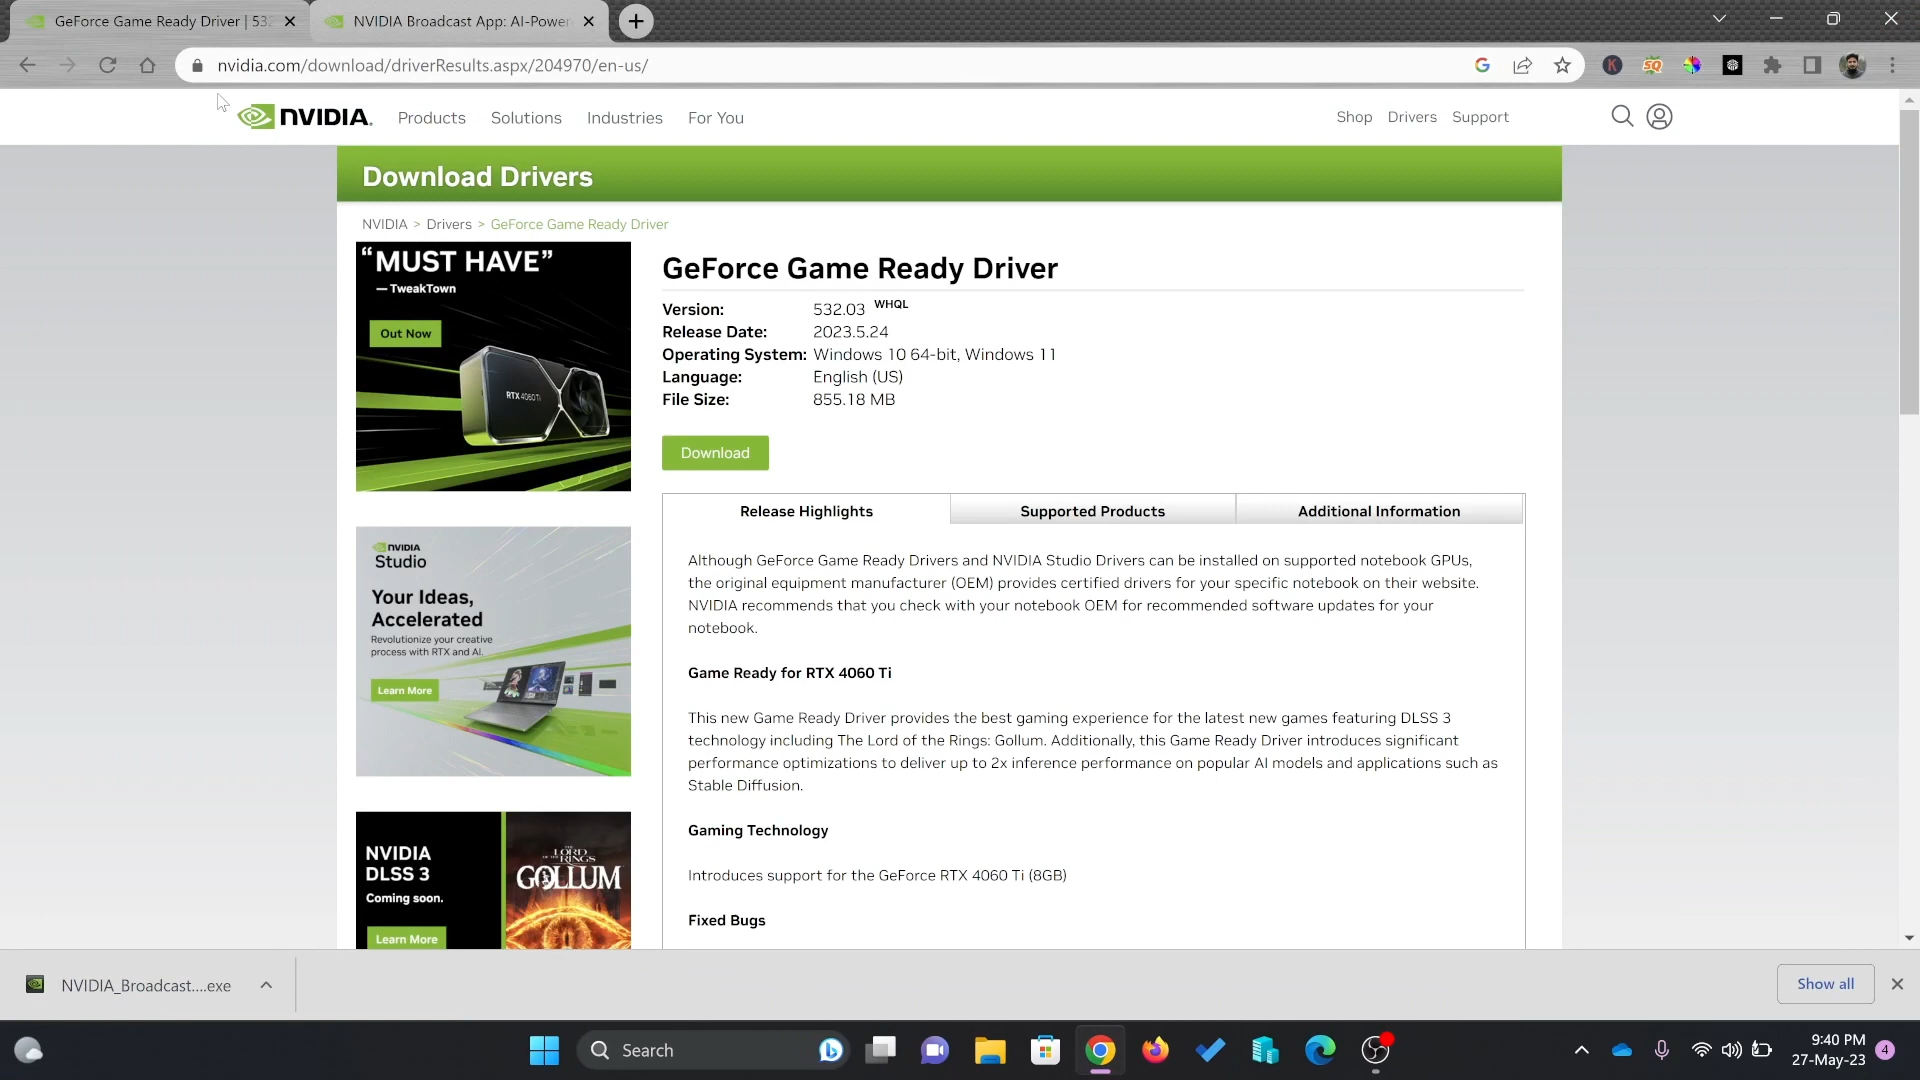 GeForce Game Ready Driver | 532
NVIDIA Broadcast App: AI-Power
nvidia.com/download/driverResults.aspx/204970/en-us/
NVIDIA. Products Solutions Industries For You Shop Drivers Support
Download Drivers
NVIDIA > Drivers > GeForce Game Ready Driver
“MUST HAVE”
— TweakTown
Out Now
RTX 4060 Ti
GeForce Game Ready Driver
Version: 532.03 WHQL
Release Date: 2023.5.24
Operating System: Windows 10 64-bit, Windows 11
Language: English (US)
File Size: 855.18 MB
Download
Release Highlights Supported Products Additional Information
Although GeForce Game Ready Drivers and NVIDIA Studio Drivers can be installed on supported notebook GPUs,
the original equipment manufacturer (OEM) provides certified drivers for your specific notebook on their website.
NVIDIA recommends that you check with your notebook OEM for recommended software updates for your
notebook.
Game Ready for RTX 4060 Ti
This new Game Ready Driver provides the best gaming experience for the latest new games featuring DLSS 3
technology including The Lord of the Rings: Gollum. Additionally, this Game Ready Driver introduces significant
performance optimizations to deliver up to 2x inference performance on popular AI models and applications such as
Stable Diffusion.
Gaming Technology
Introduces support for the GeForce RTX 4060 Ti (8GB)
Fixed Bugs
NVIDIA
Studio
Your Ideas,
Accelerated
Revolutionize your creative
process with RTX and AI.
Learn More
NVIDIA
DLSS 3
Coming soon.
Learn More
THE
LORD
OF THE RINGS
GOLLUM
NVIDIA_Broadcast....exe
Show all
Search
9:40 PM
27-May-23
4